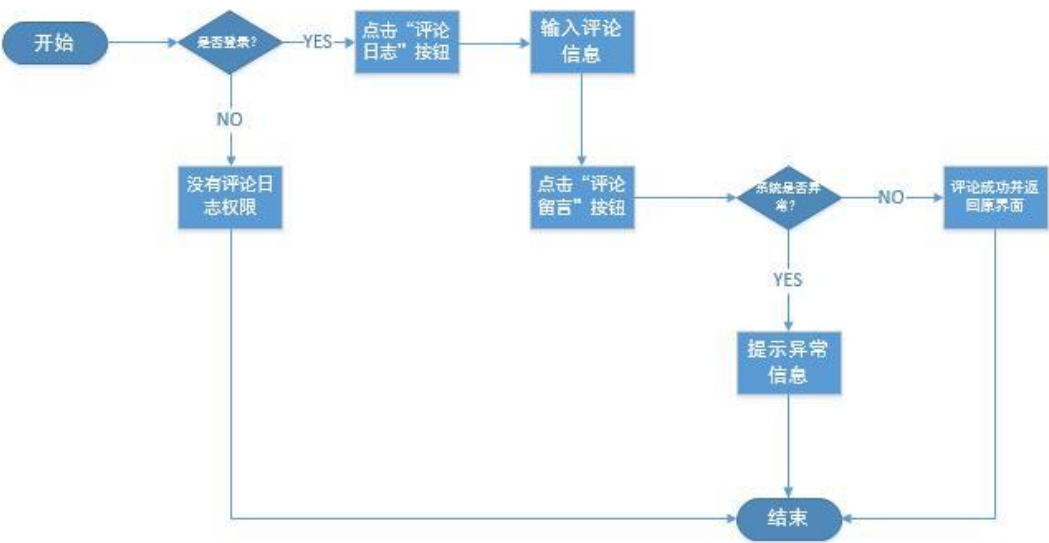 开始
是否登录?
YES
点击“评论
日志”按钮
输入评论
信息
NO
没有评论日
志权限
点击“评论
留言”按钮
系统是否异
常?
NO
评论成功并返
回原界面
YES
提示异常
信息
结束